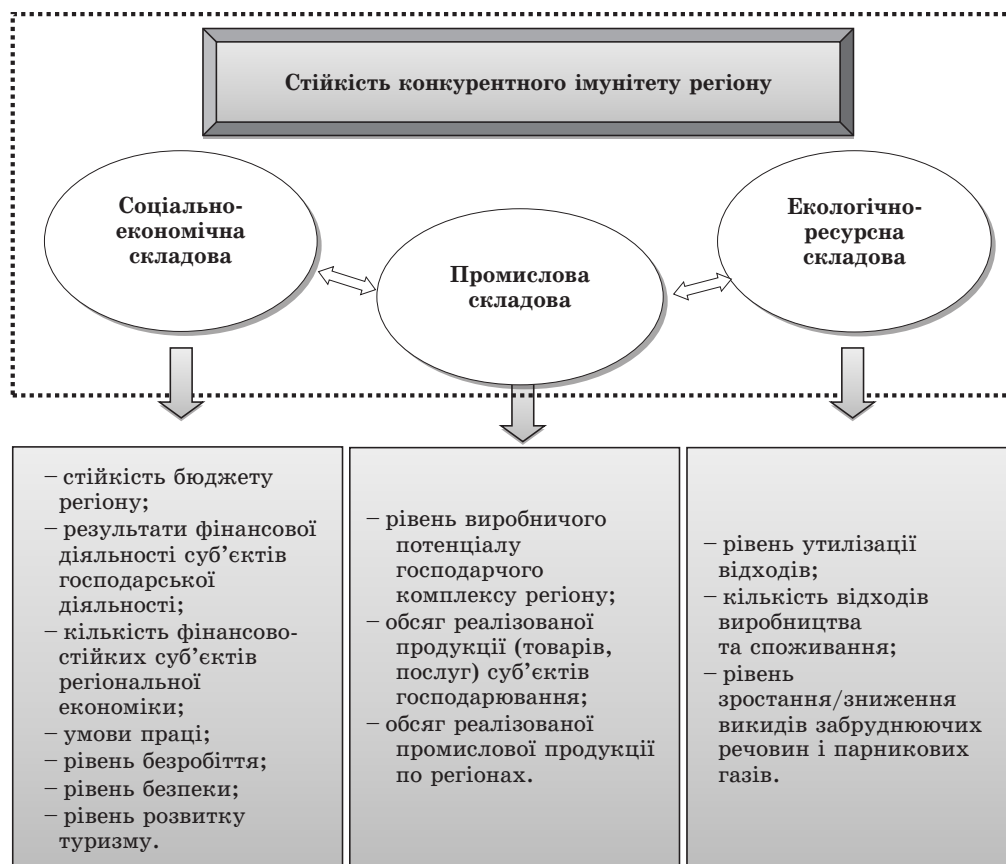 Стійкість конкурентного імунітету регіону
Соціально-
економічна
складова
Промислова
складова
Екологічно-
ресурсна
складова
– стійкість бюджету
регіону;
– результати фінансової
діяльності суб’єктів
господарської
діяльності;
– кількість фінансово-
стійких суб’єктів
регіональної
економіки;
– умови праці;
– рівень безробіття;
– рівень безпеки;
– рівень розвитку
туризму.
– рівень виробничого
потенціалу
господарчого
комплексу регіону;
– обсяг реалізованої
продукції (товарів,
послуг) суб’єктів
господарювання;
– обсяг реалізованої
промислової продукції
по регіонах.
– рівень утилізації
відходів;
– кількість відходів
виробництва
та споживання;
– рівень
зростання/зниження
викидів забруднюючих
речовин і парникових
газів.